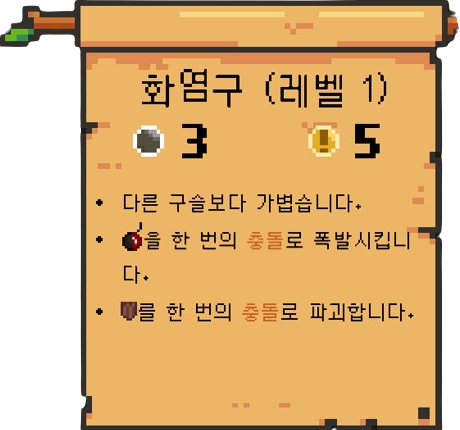 화염구 (레벨 1)
3 5
• 다른 구슬보다 가볍습니다.
• 을 한 번의 충돌로 폭발시킵니
다.
• 를 한 번의 충돌로 파괴합니다.